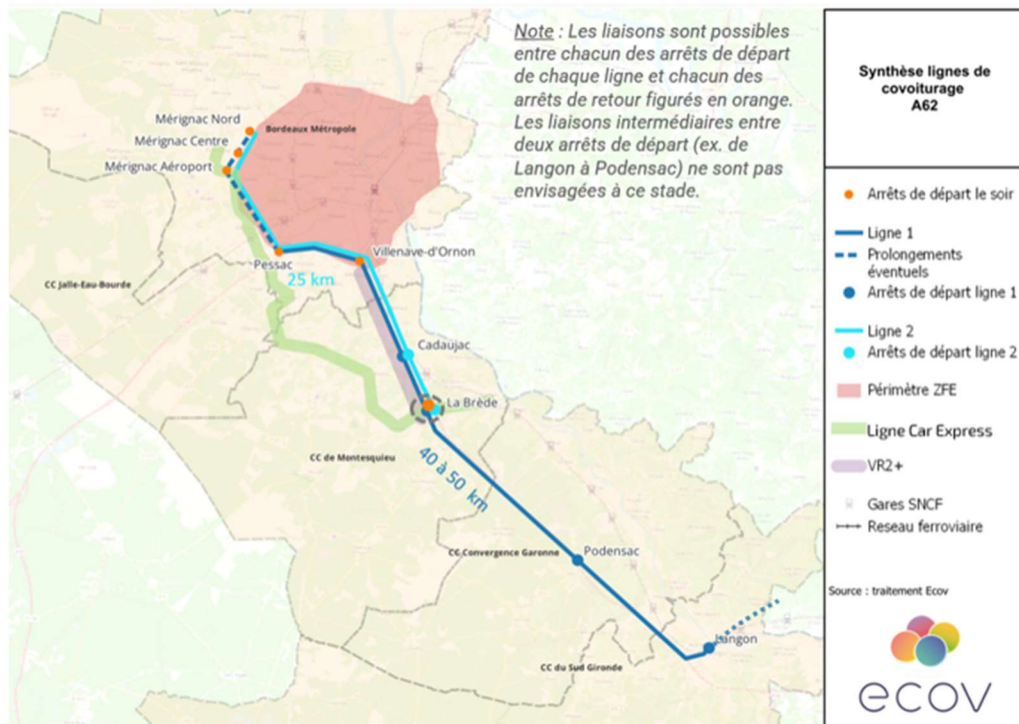 Note : Les liaisons sont possibles
entre chacun des arrêts de départ
de chaque ligne et chacun des
arrêts de retour figurés en orange.
Les liaisons intermédiaires entre
deux arrêts de départ (ex. de
Langon à Podensac) ne sont pas
envisagées à ce stade.
Mérignac Nord
Bordeaux Métropole
Mérignac Centre
Mérignac Aéroport
Villenave-d'Ornon
Pessac
25 km
CC Jalle-Eau-Bourde
Cadaujac
La Brède
CC de Montesquieu
40 à 50 km
CC Convergence Garonne
Podensac
Langon
CC du Sud Gironde
Synthèse lignes de
covoiturage
A62
Arrêts de départ le soir
Ligne 1
Prolongements
éventuels
Arrêts de départ ligne 1
Ligne 2
Arrêts de départ ligne 2
Périmètre ZFE
Ligne Car Express
VR2+
Gares SNCF
Reseau ferroviaire
Source : traitement Ecov
ecov